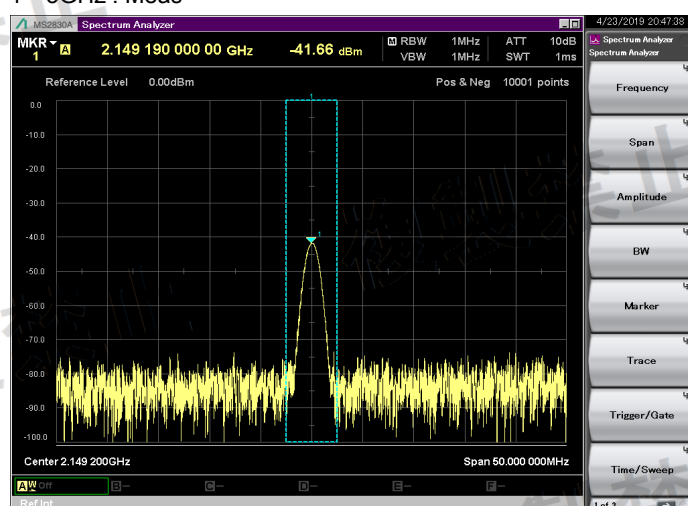 MS2830A Spectrum Analyzer
4/23/2019 20:47:38
MKR 1 A 2.149 190 000 00 GHz -41.66 dBm
M RBW 1MHz ATT 10dB
VBW 1MHz SWT 1ms
Spectrum Analyzer
Spectrum Analyzer
Reference Level 0.00dBm Pos & Neg 10001 points
Frequency
Span
Amplitude
BW
Marker
Trace
Trigger/Gate
Time/Sweep
1
0.0
-10.0
-20.0
-30.0
-40.0
1
-50.0
-60.0
-70.0
-80.0
-90.0
-100.0
Center 2.149 200GHz Span 50.000 000MHz
A W Off B- C- D- E- F-
Ref.Int